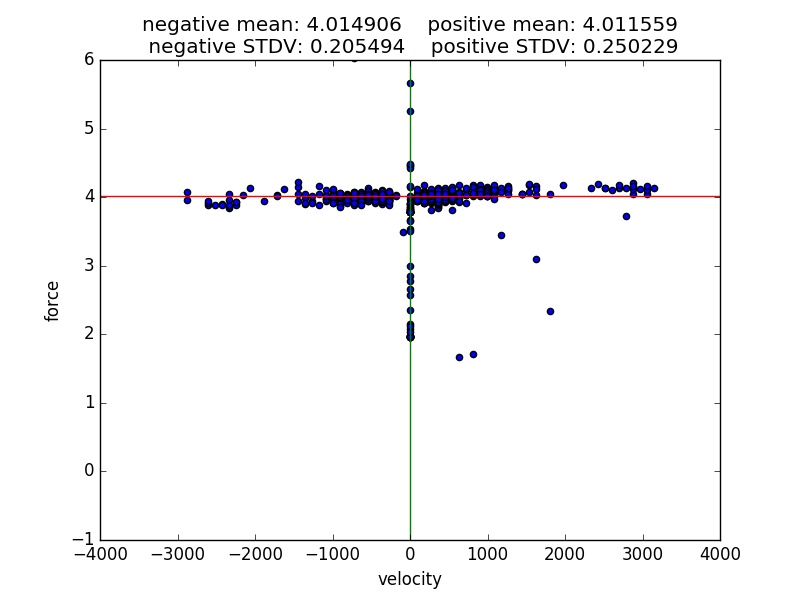 negative mean: 4.014906 positive mean: 4.011559
negative STDV: 0.205494 positive STDV: 0.250229
6
5
4
3
2
1
0
−1
−4000 −3000 −2000 −1000 0 1000 2000 3000 4000
force
velocity